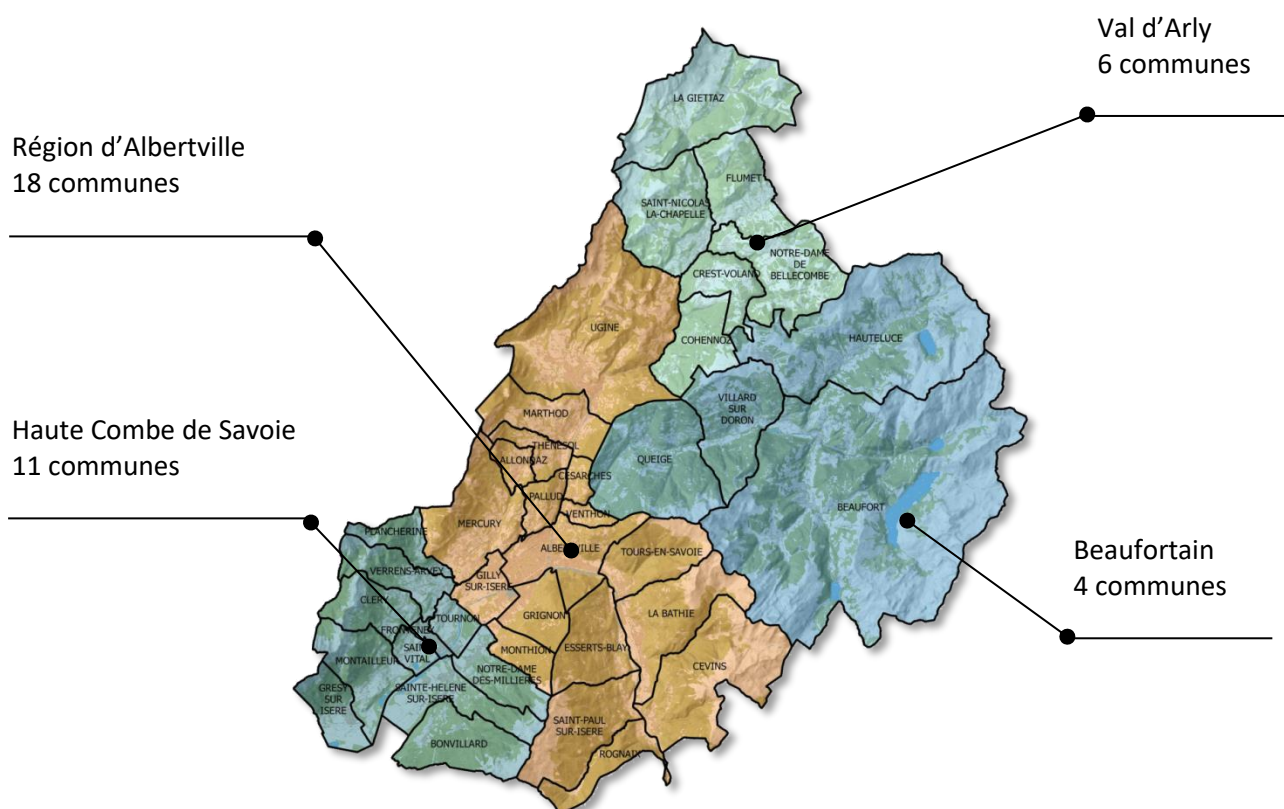 Val d’Arly
6 communes
Région d’Albertville
18 communes
Haute Combe de Savoie
11 communes
Beaufortain
4 communes
LA GIETTAZ
FLUMET
SAINT-NICOLAS
LA-CHAPELLE
NOTRE-DAME
DE
BELLECOMBE
CREST-VOLAND
UGINE
COHENNOZ
HAUTELUCE
VILLARD
SUR
DORON
MARTHOD
THENESOL
ALLONNAZ
QUEIGE
CESARCHES
PALLUD
VENTHON
BEAUFORT
MERCURY
PLANCHERINE
TOURS-EN-SAVOIE
VERRENS-ARVEY
GILLY
SUR-ISERE
CLERY
LA BATHIE
GRIGNON
TOURNON
ESSERTS-BLAY
MONTHION
MONTAILLEUR
VITAL
CEVINS
NOTRE-DAME
DES-MILLIERES
SAINTE-HELENE
SUR-ISERE
GRESY
SUR
ISERE
SAINT-PAUL
SUR-ISERE
BONVILLARD
ROGNAIX